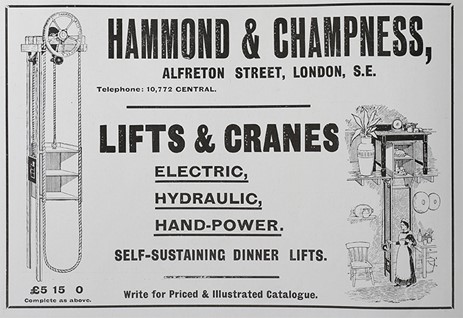 HAMMOND & CHAMPNESS,
ALFRETON STREET, LONDON, S.E.
Telephone: 10,772 CENTRAL.
LIFTS & CRANES
ELECTRIC,
HYDRAULIC,
HAND-POWER.
SELF-SUSTAINING DINNER LIFTS.
£5 15 0
Complete as above.
Write for Priced & Illustrated Catalogue.